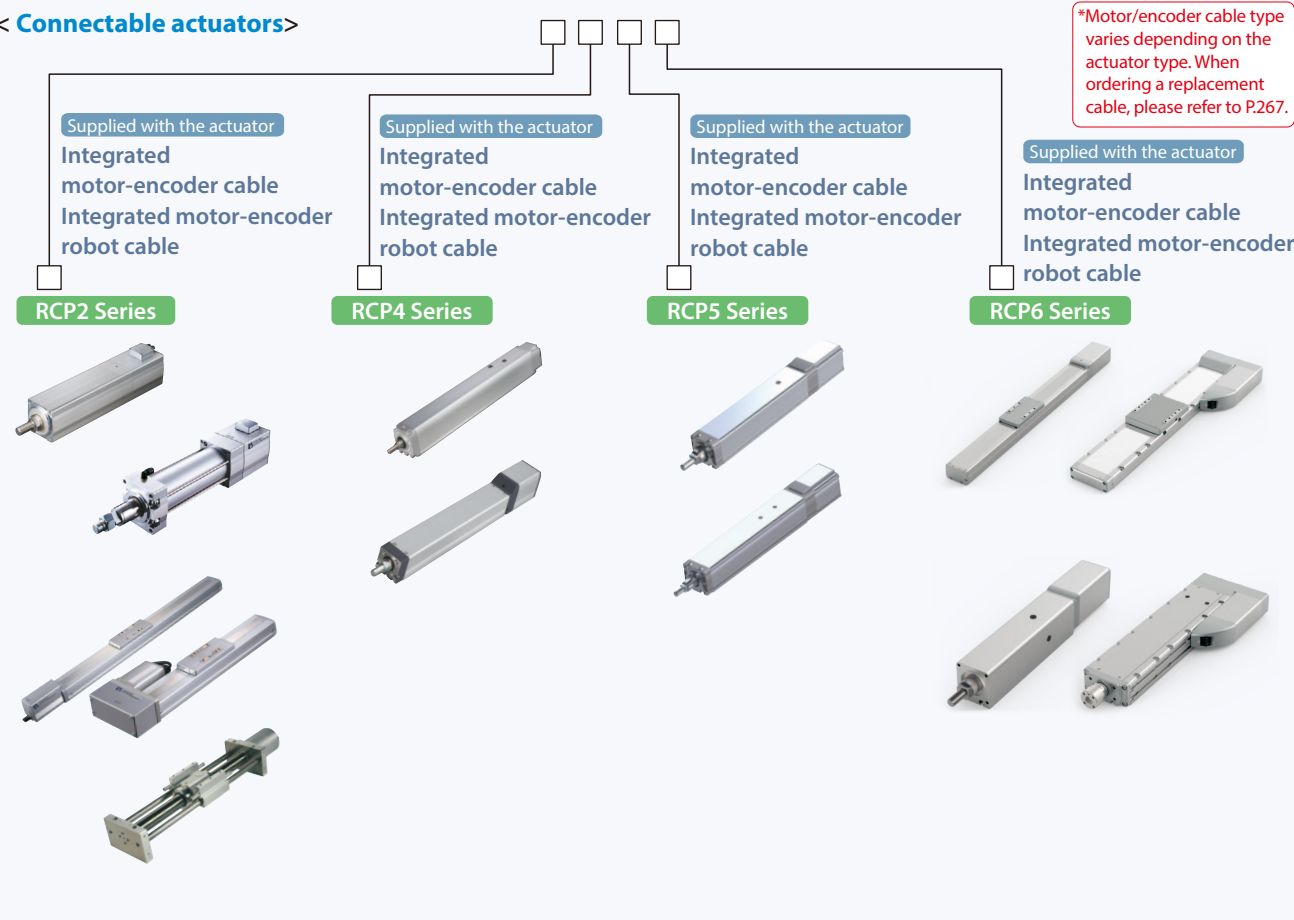 < Connectable actuators>
*Motor/encoder cable type
varies depending on the
actuator type. When
ordering a replacement
cable, please refer to P.267.
Supplied with the actuator
Integrated
motor-encoder cable
Integrated motor-encoder
robot cable
RCP2 Series
Supplied with the actuator
Integrated
motor-encoder cable
Integrated motor-encoder
robot cable
RCP4 Series
Supplied with the actuator
Integrated
motor-encoder cable
Integrated motor-encoder
robot cable
RCP5 Series
Supplied with the actuator
Integrated
motor-encoder cable
Integrated motor-encoder
robot cable
RCP6 Series